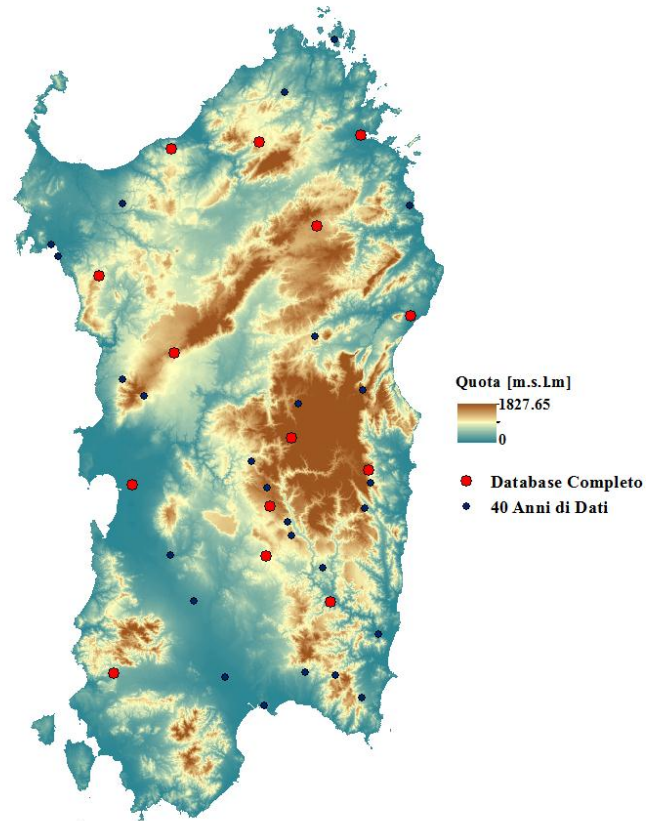 Quota [m.s.l.m]
1827.65
0
Database Completo
40 Anni di Dati